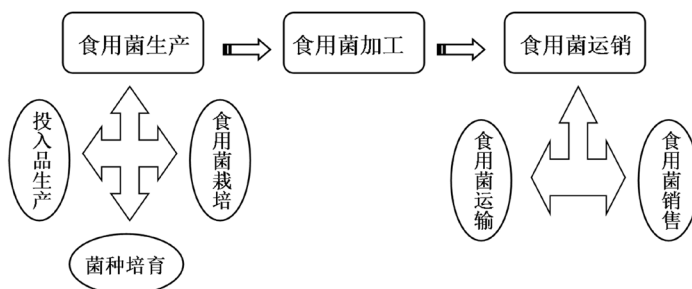 食用菌生产
食用菌加工
食用菌运销
投入品生产
食用菌栽培
菌种培育
食用菌运输
食用菌销售